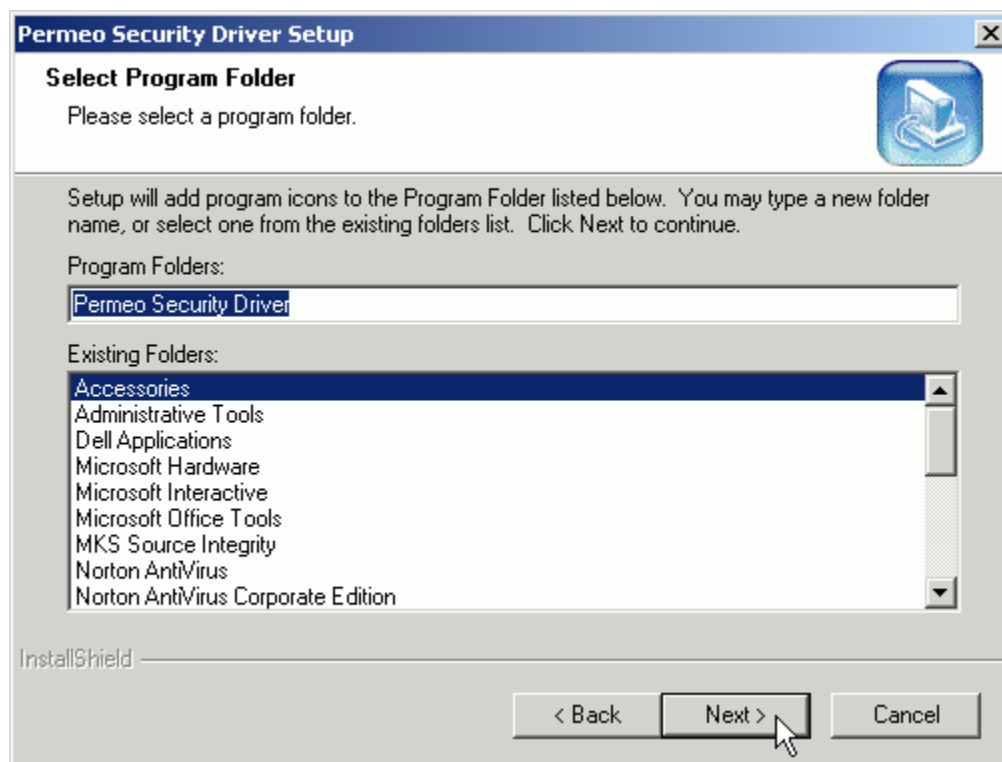 Permeo Security Driver Setup
Select Program Folder
Please select a program folder.
Setup will add program icons to the Program Folder listed below.  You may type a new folder
name, or select one from the existing folders list.  Click Next to continue.
Program Folders:
Permeo Security Driver
Existing Folders:
Accessories
Administrative Tools
Dell Applications
Microsoft Hardware
Microsoft Interactive
Microsoft Office Tools
MKS Source Integrity
Norton AntiVirus
Norton AntiVirus Corporate Edition
InstallShield
< Back Next > Cancel